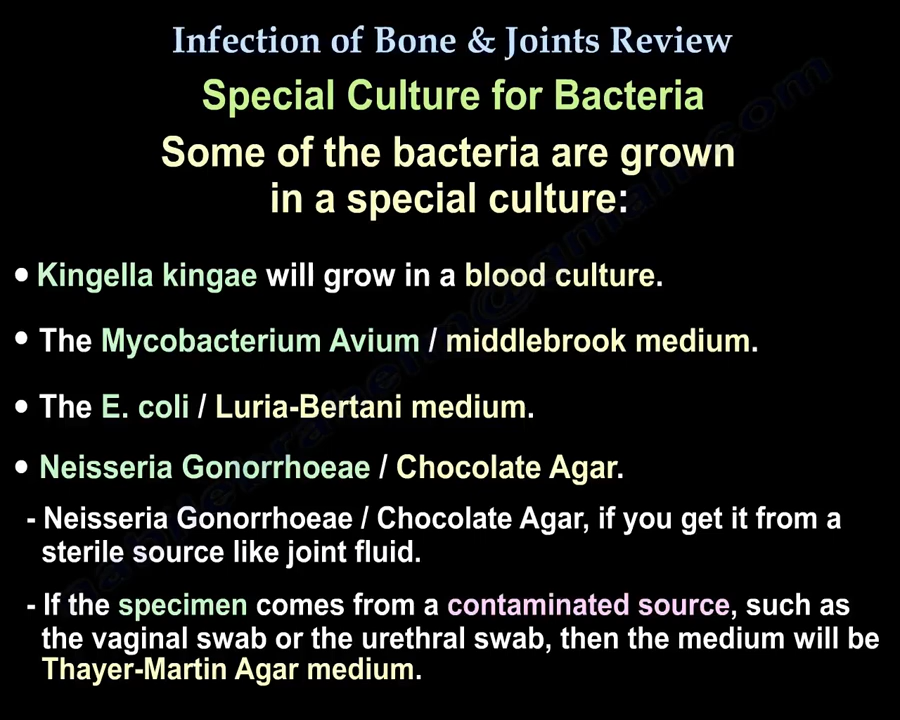 Infection of Bone & Joints Review
Special Culture for Bacteria
Some of the bacteria are grown
in a special culture:
• Kingella kingae will grow in a blood culture.
• The Mycobacterium Avium / middlebrook medium.
• The E. coli / Luria-Bertani medium.
• Neisseria Gonorrhoeae / Chocolate Agar.
- Neisseria Gonorrhoeae / Chocolate Agar, if you get it from a
sterile source like joint fluid.
- If the specimen comes from a contaminated source, such as
the vaginal swab or the urethral swab, then the medium will be
Thayer-Martin Agar medium.